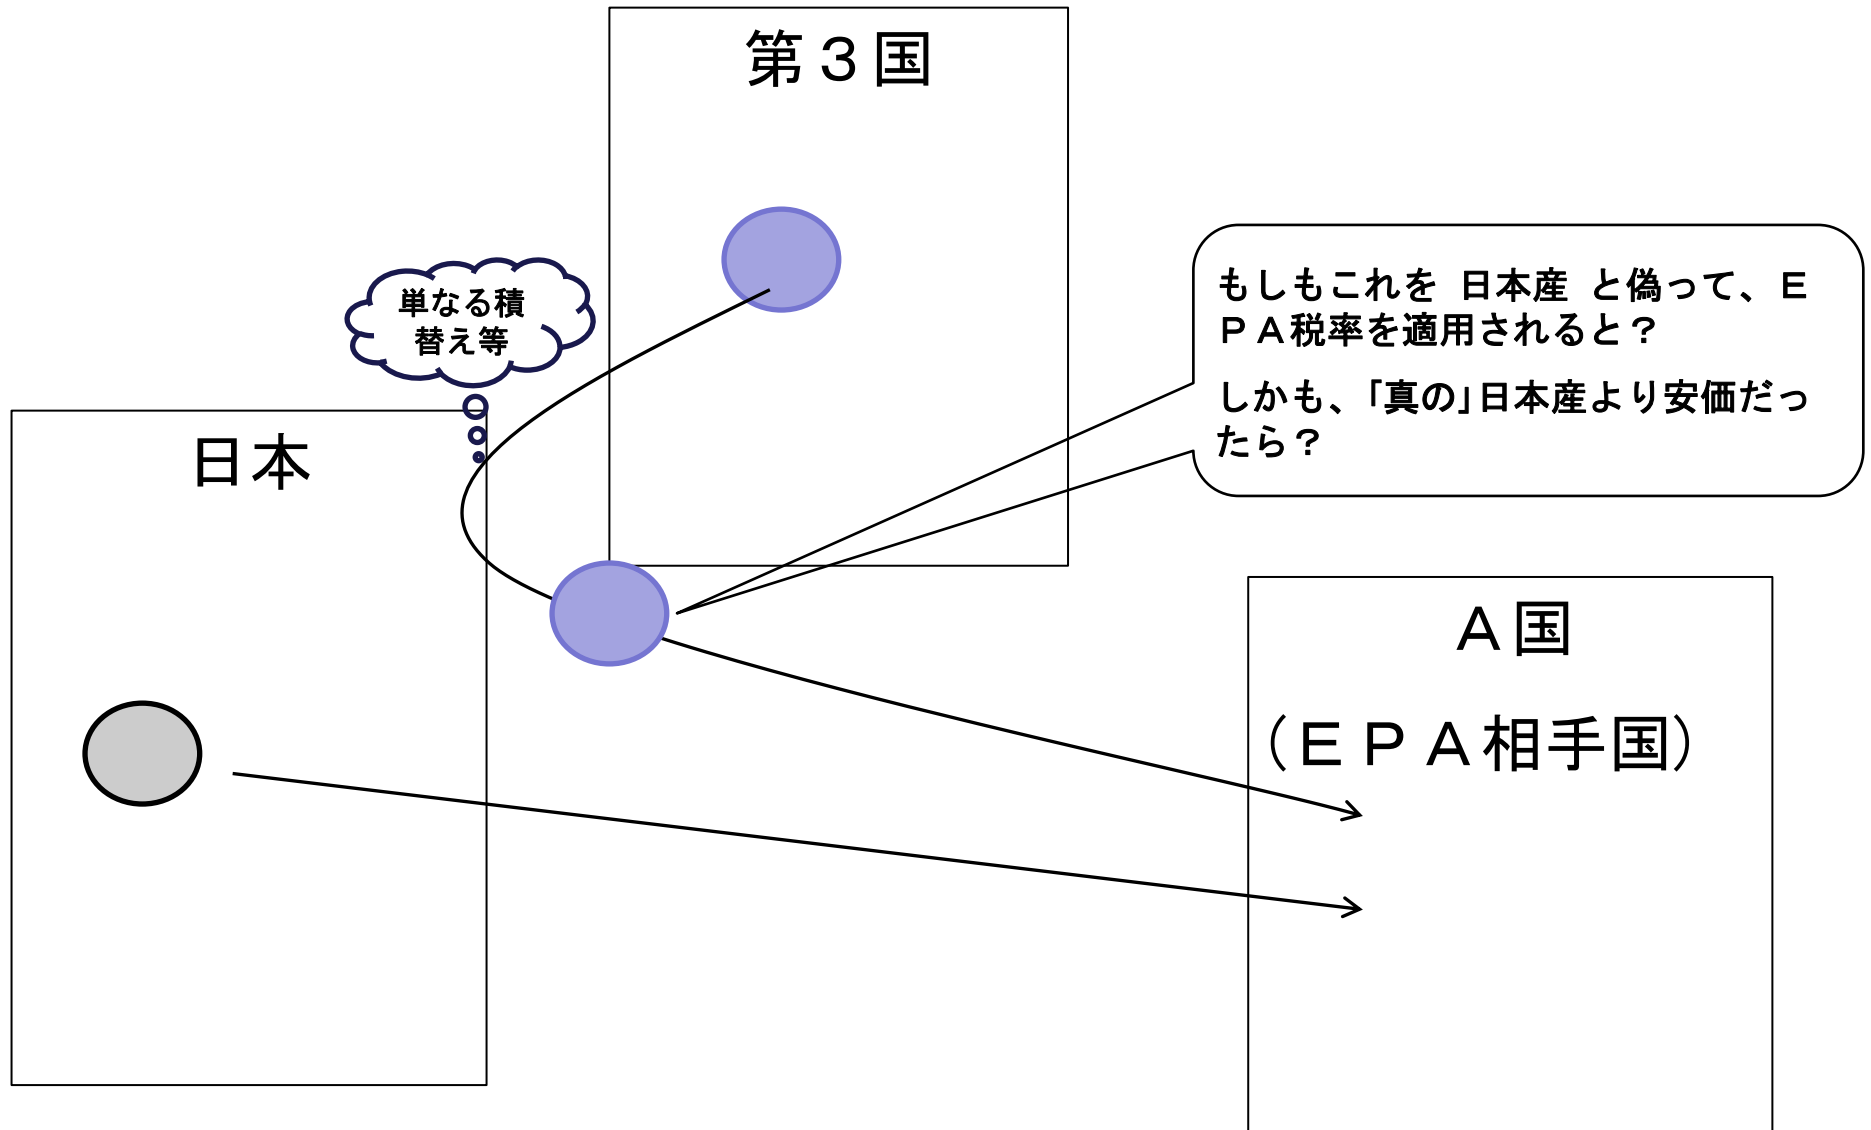 第３国
単なる積
替え等
もしもこれを 日本産 と偽って、Ｅ
ＰＡ税率を適用されると？
しかも、｢真の｣日本産より安価だっ
たら？
日本
Ａ国
（ＥＰＡ相手国）